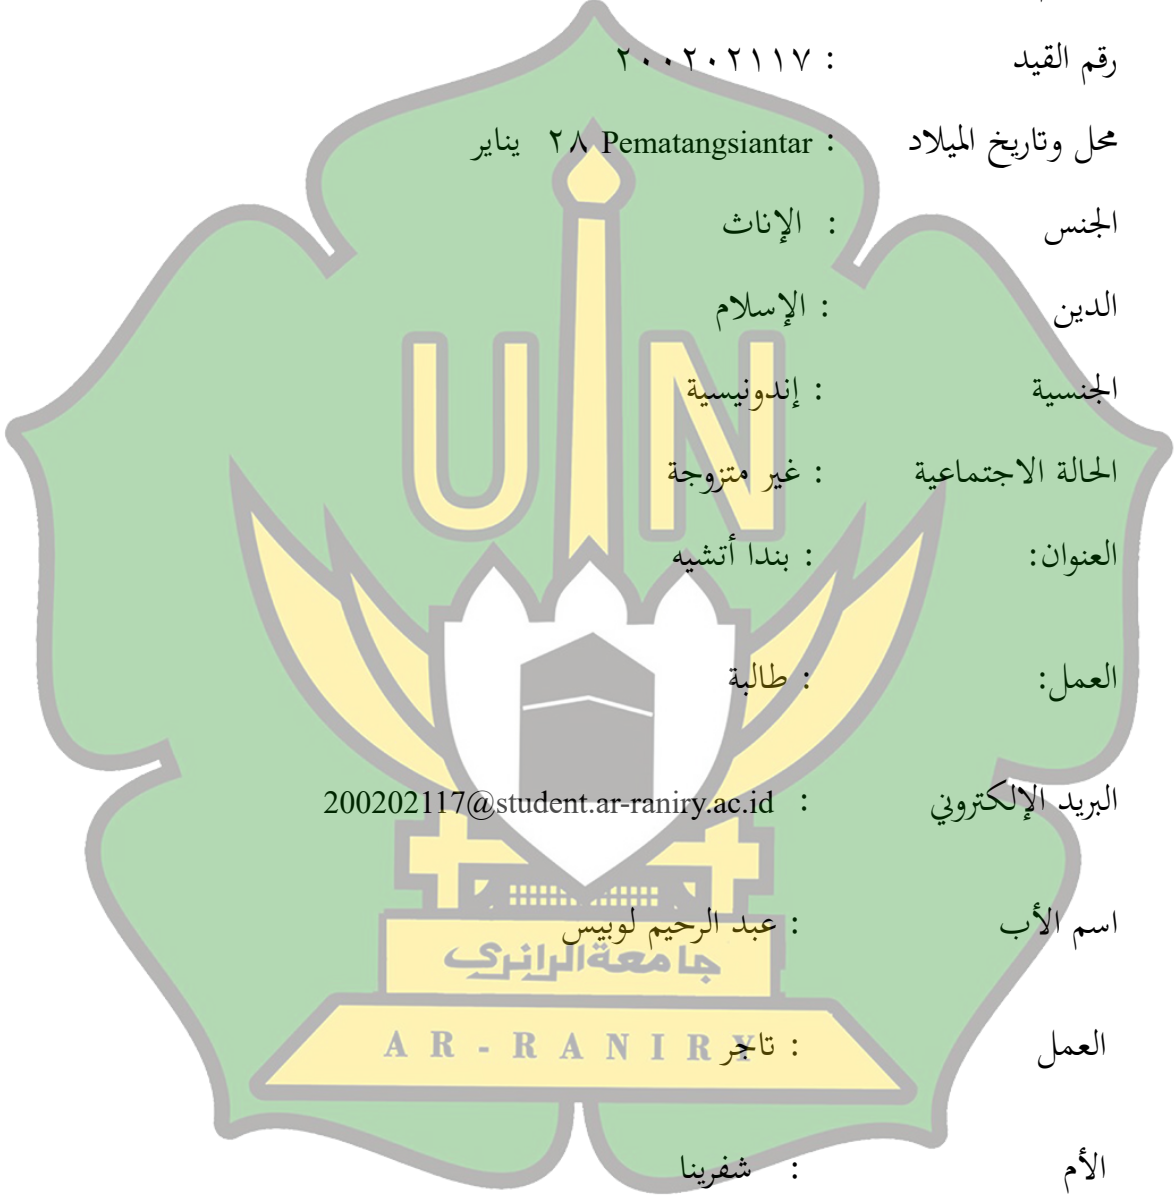 رقم القيد : ٢٠٠٢٠٢١١٧
محل وتاريخ الميلاد : Pematangsiantar ٢٨ يناير
الجنس : الإناث
الدين : الإسلام
الجنسية : إندونيسية
UIN
الحالة الاجتماعية : غير متزوجة
العنوان: : بندا أتشيه
العمل: : طالبة
البريد الإلكتروني : 200202117@student.ar-raniry.ac.id
اسم الأب : عبد الرحيم لوبيس
جامعة الرانري
العمل : تاجر
AR-RANIRY
الأم : شفرينا